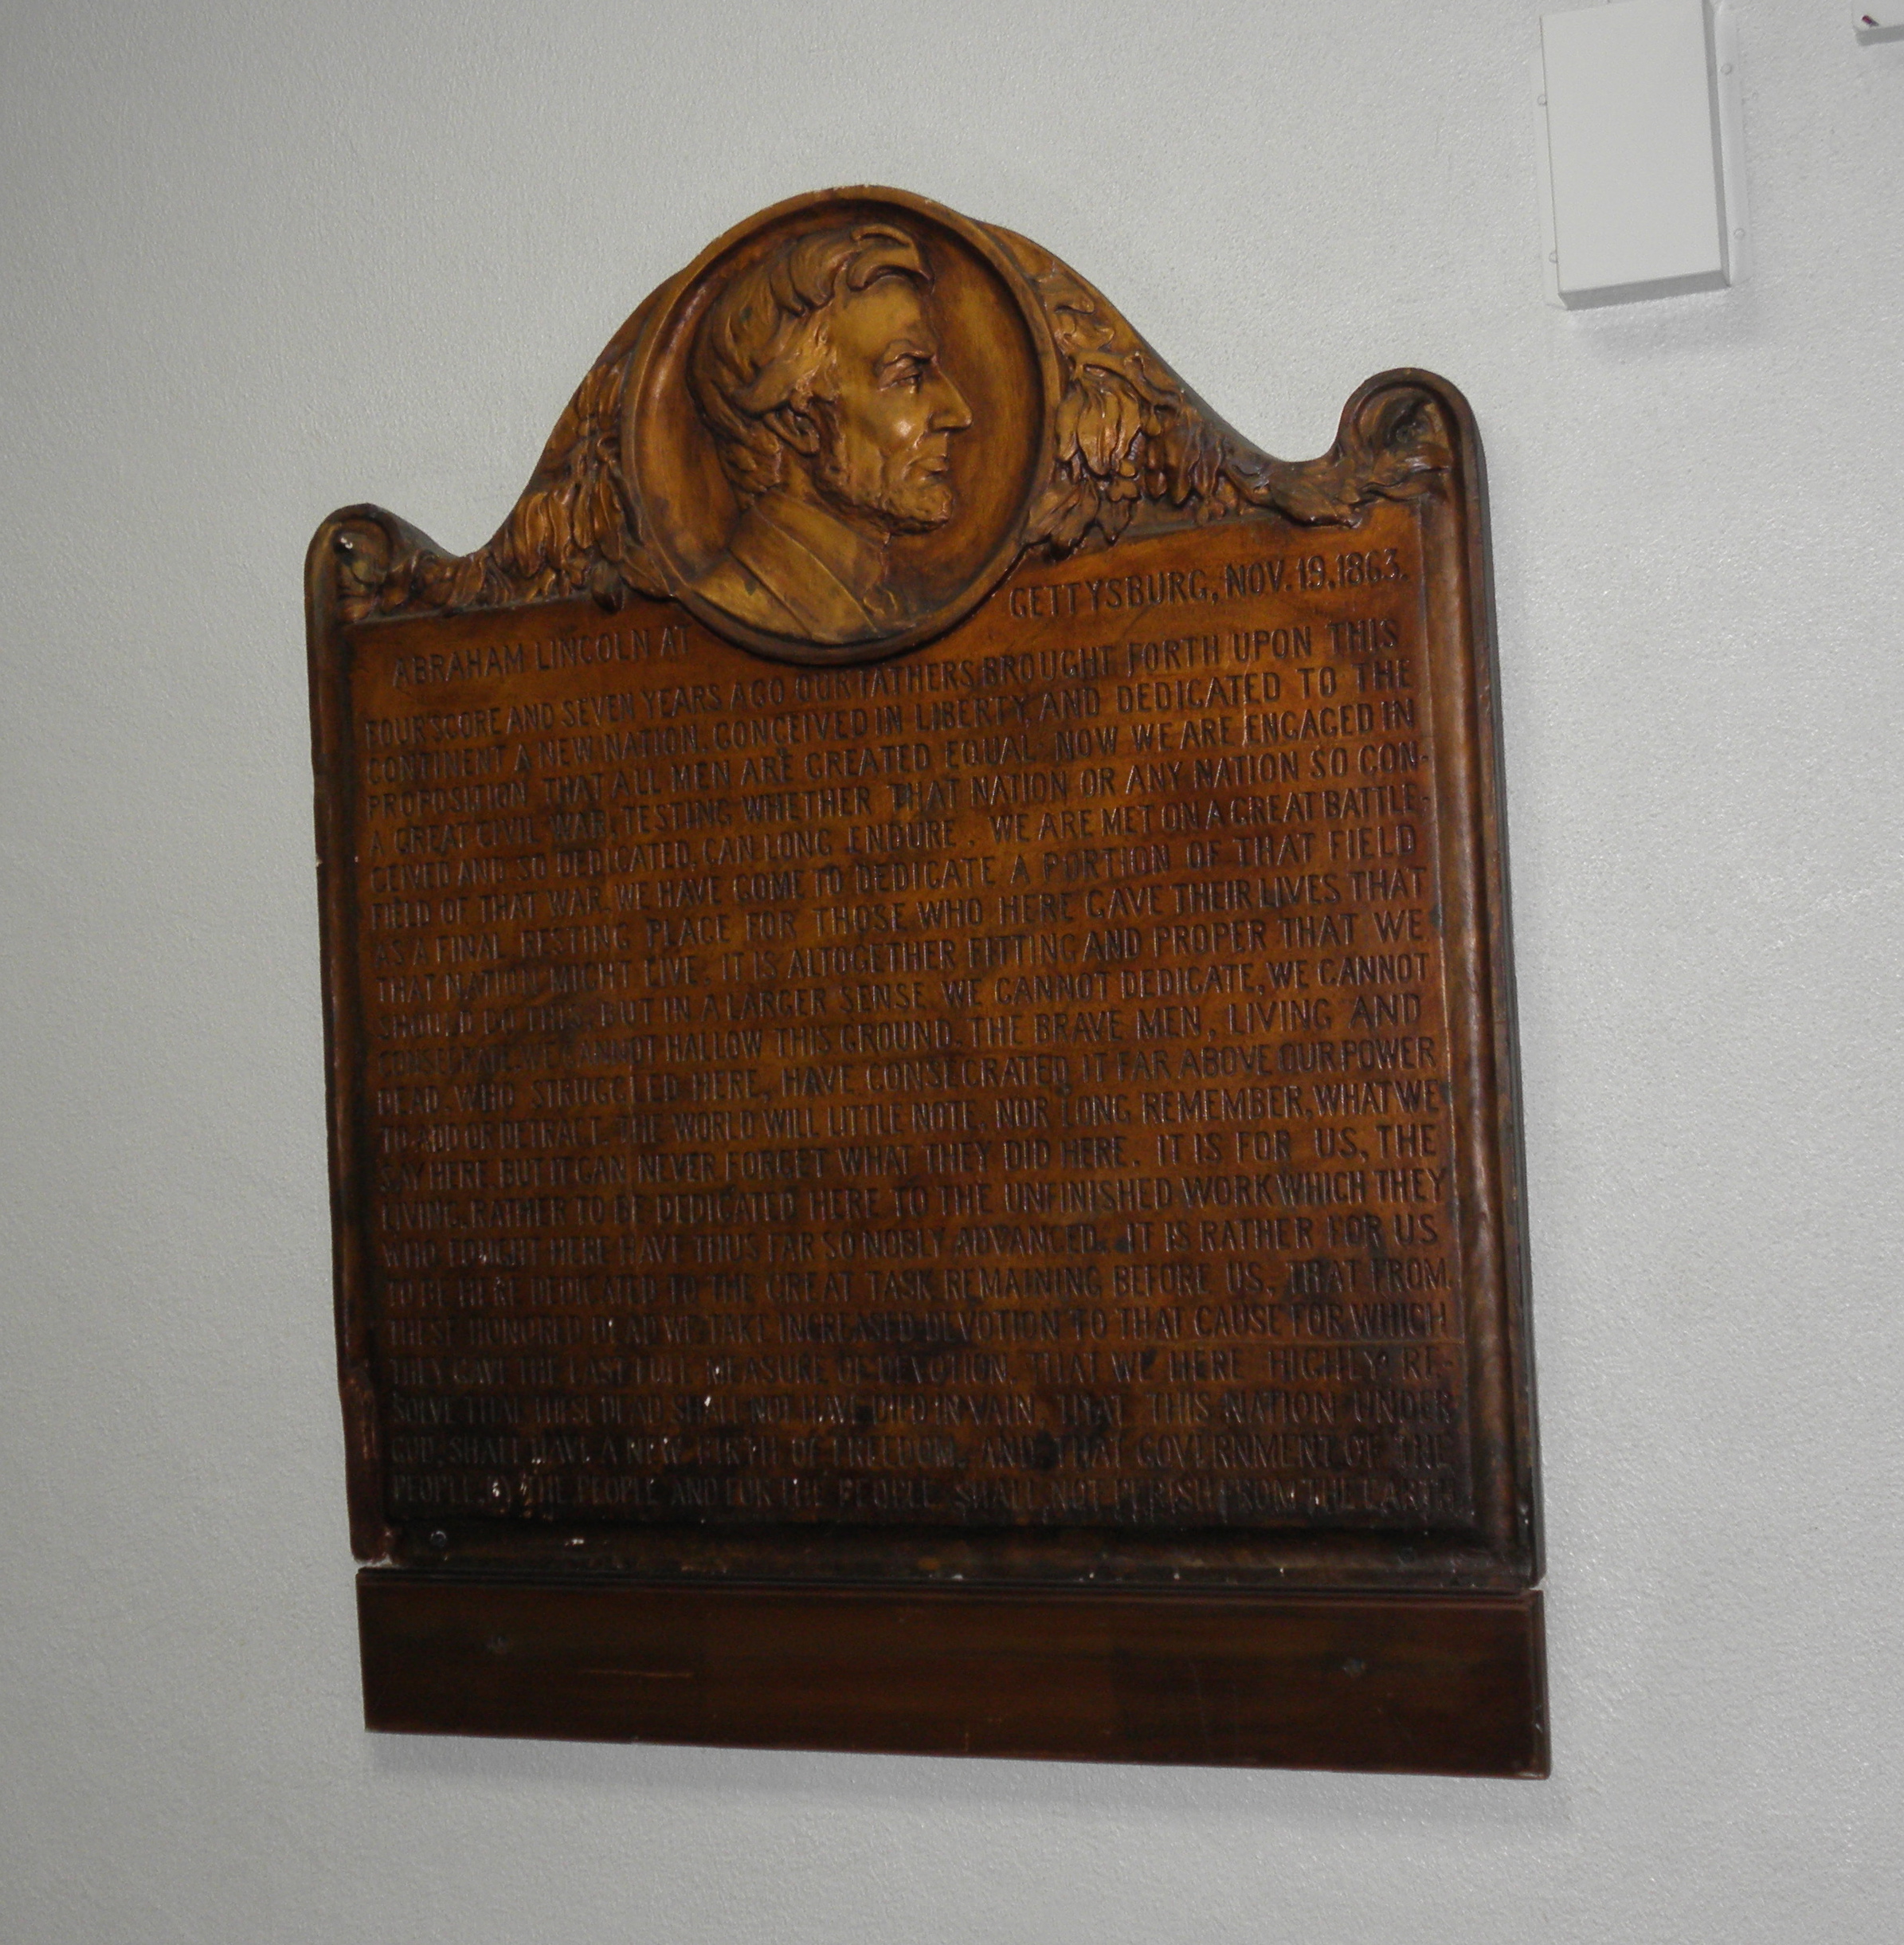 ABRAHAM LINCOLN AT GETTYSBURG, NOV. 19, 1863.
FOUR SCORE AND SEVEN YEARS AGO OUR FATHERS BROUGHT FORTH UPON THIS
CONTINENT A NEW NATION, CONCEIVED IN LIBERTY, AND DEDICATED TO THE
PROPOSITION THAT ALL MEN ARE CREATED EQUAL. NOW WE ARE ENGAGED IN
A GREAT CIVIL WAR, TESTING WHETHER THAT NATION OR ANY NATION SO CON-
CEIVED AND SO DEDICATED, CAN LONG ENDURE. WE ARE MET ON A GREAT BATTLE-
FIELD OF THAT WAR. WE HAVE COME TO DEDICATE A PORTION OF THAT FIELD
AS A FINAL RESTING PLACE FOR THOSE WHO HERE GAVE THEIR LIVES THAT
THAT NATION MIGHT LIVE. IT IS ALTOGETHER FITTING AND PROPER THAT WE
SHOULD DO THIS. BUT IN A LARGER SENSE WE CANNOT DEDICATE, WE CANNOT
CONSECRATE, WE CANNOT HALLOW THIS GROUND. THE BRAVE MEN, LIVING AND
DEAD, WHO STRUGGLED HERE, HAVE CONSECRATED IT FAR ABOVE OUR POWER
TO ADD OR DETRACT. THE WORLD WILL LITTLE NOTE, NOR LONG REMEMBER, WHAT WE
SAY HERE, BUT IT CAN NEVER FORGET WHAT THEY DID HERE. IT IS FOR US, THE
LIVING, RATHER TO BE DEDICATED HERE TO THE UNFINISHED WORK WHICH THEY
WHO FOUGHT HERE HAVE THUS FAR SO NOBLY ADVANCED. IT IS RATHER FOR US
TO BE HERE DEDICATED TO THE GREAT TASK REMAINING BEFORE US, THAT FROM
THESE HONORED DEAD WE TAKE INCREASED DEVOTION TO THAT CAUSE FOR WHICH
THEY GAVE THE LAST FULL MEASURE OF DEVOTION, THAT WE HERE HIGHLY RE-
SOLVE THAT THESE DEAD SHALL NOT HAVE DIED IN VAIN, THAT THIS NATION UNDER
GOD, SHALL HAVE A NEW BIRTH OF FREEDOM, AND THAT GOVERNMENT OF THE
PEOPLE, BY THE PEOPLE AND FOR THE PEOPLE SHALL NOT PERISH FROM THE EARTH.